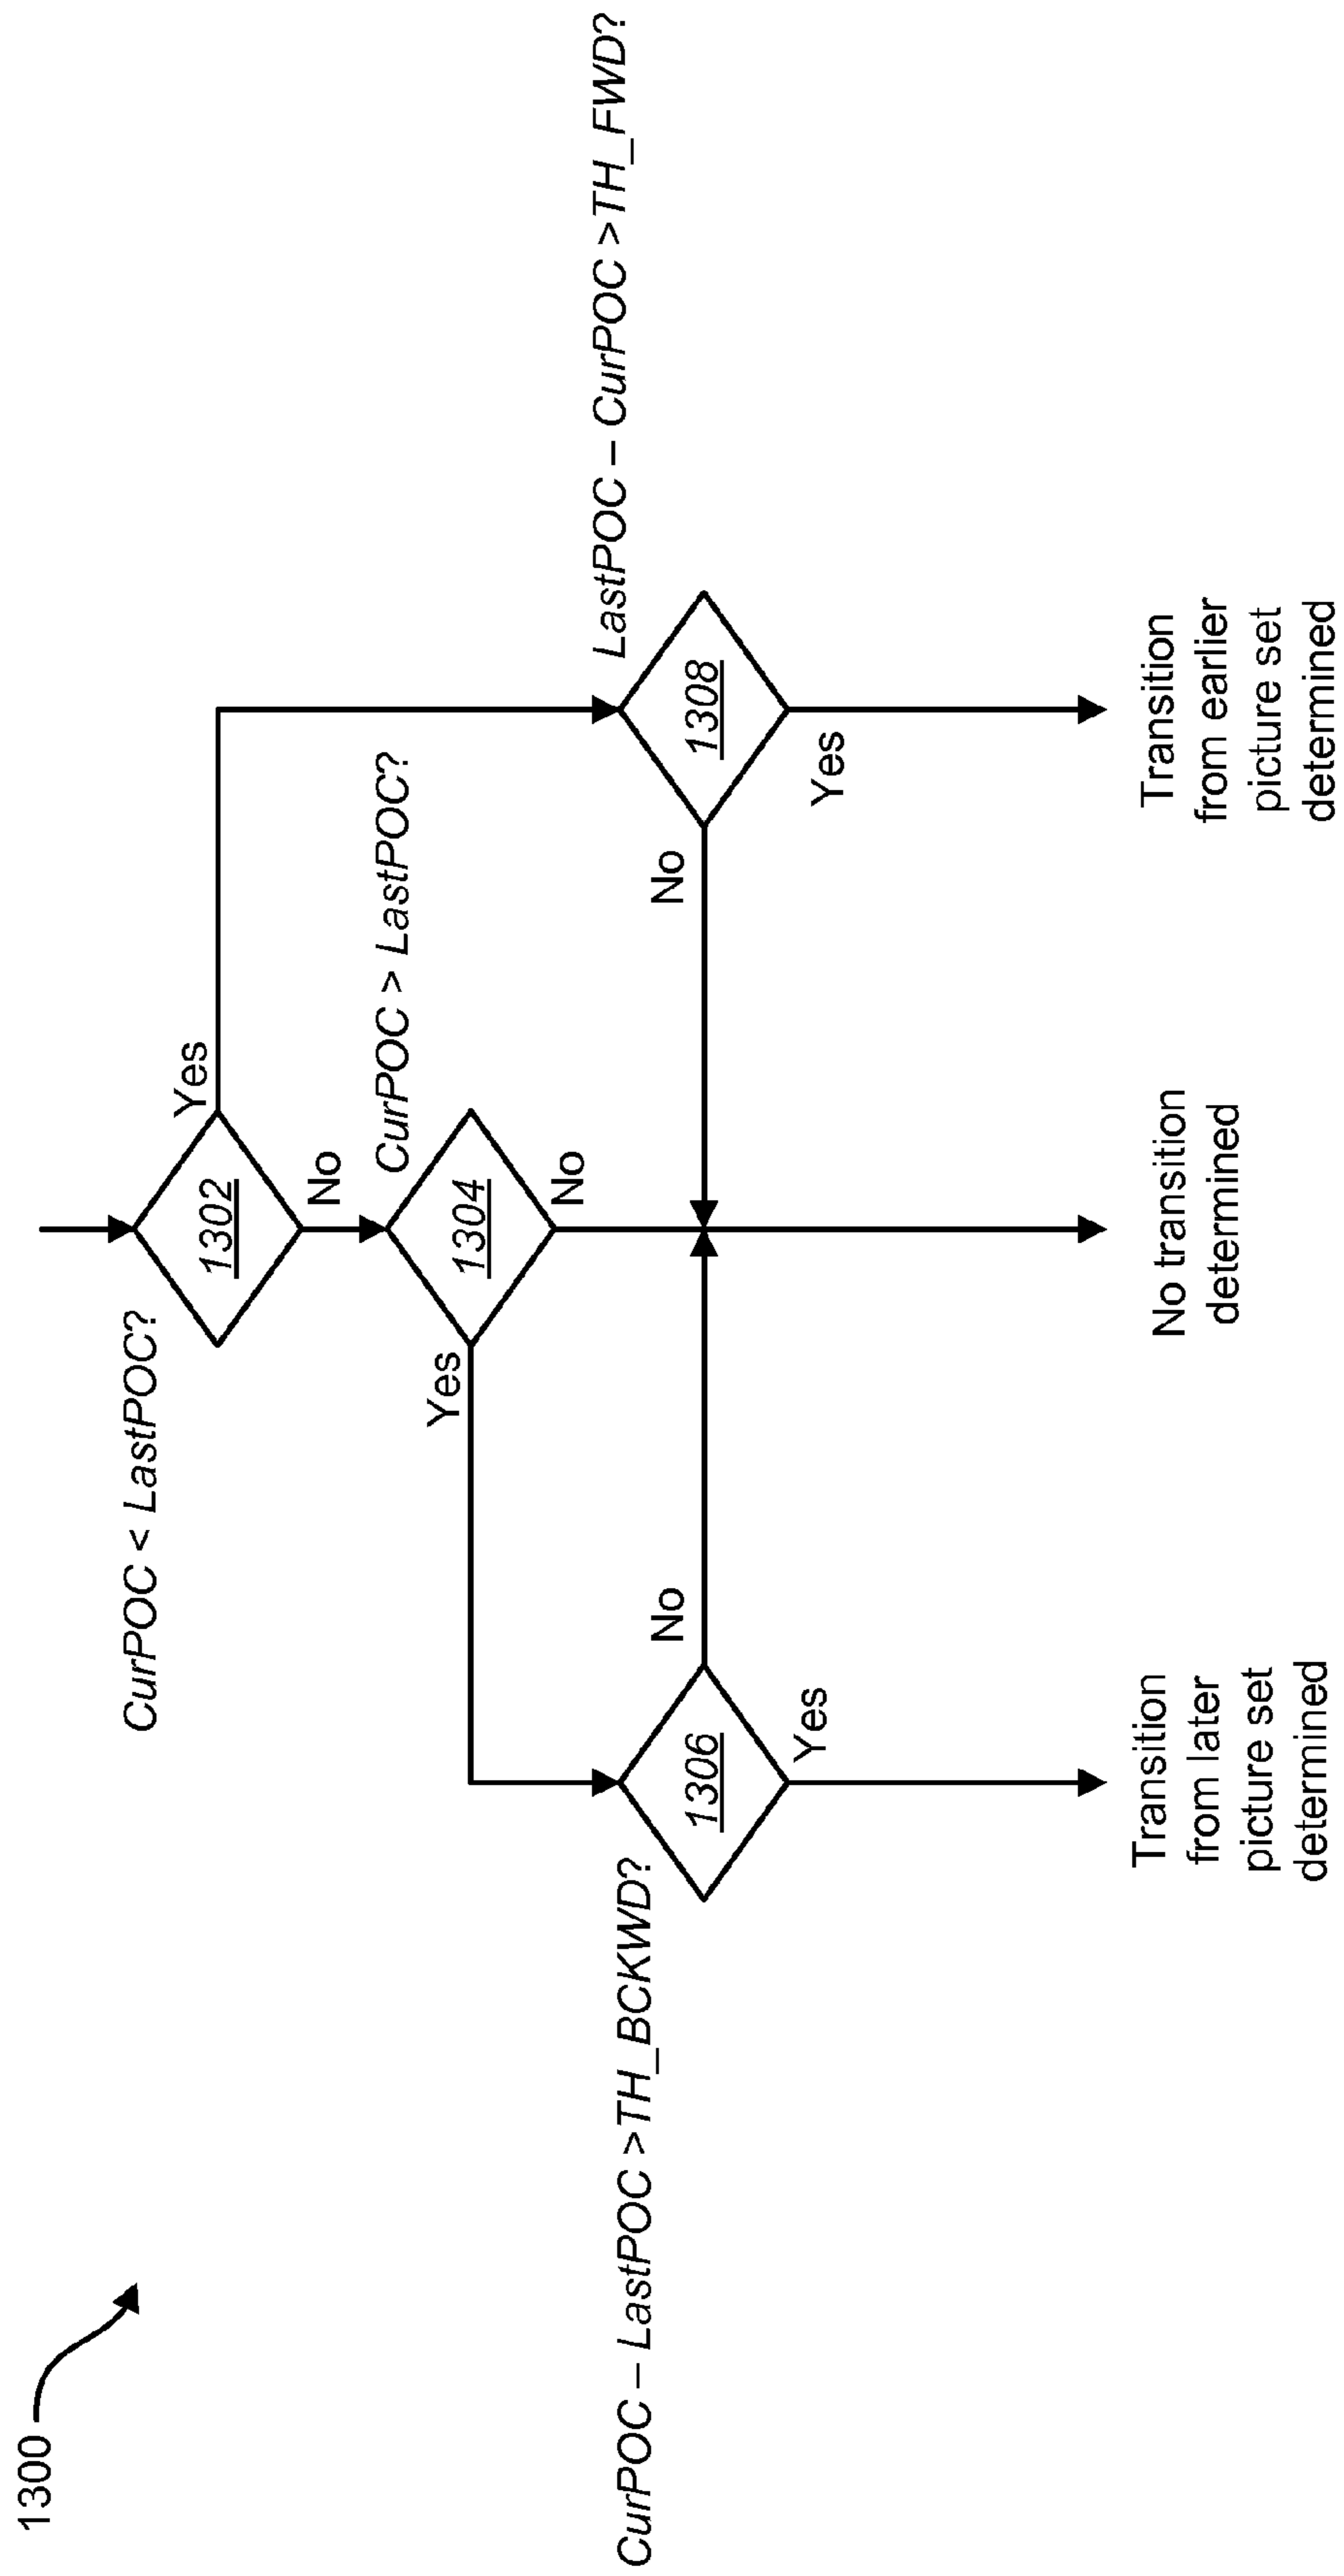 1300
CurPOC < LastPOC?
1302
Yes
No
CurPOC > LastPOC?
1304
Yes
No
CurPOC – LastPOC >TH_BCKWD?
1306
No
Yes
LastPOC – CurPOC >TH_FWD?
1308
No
Yes
Transition
from later
picture set
determined
No transition
determined
Transition
from earlier
picture set
determined